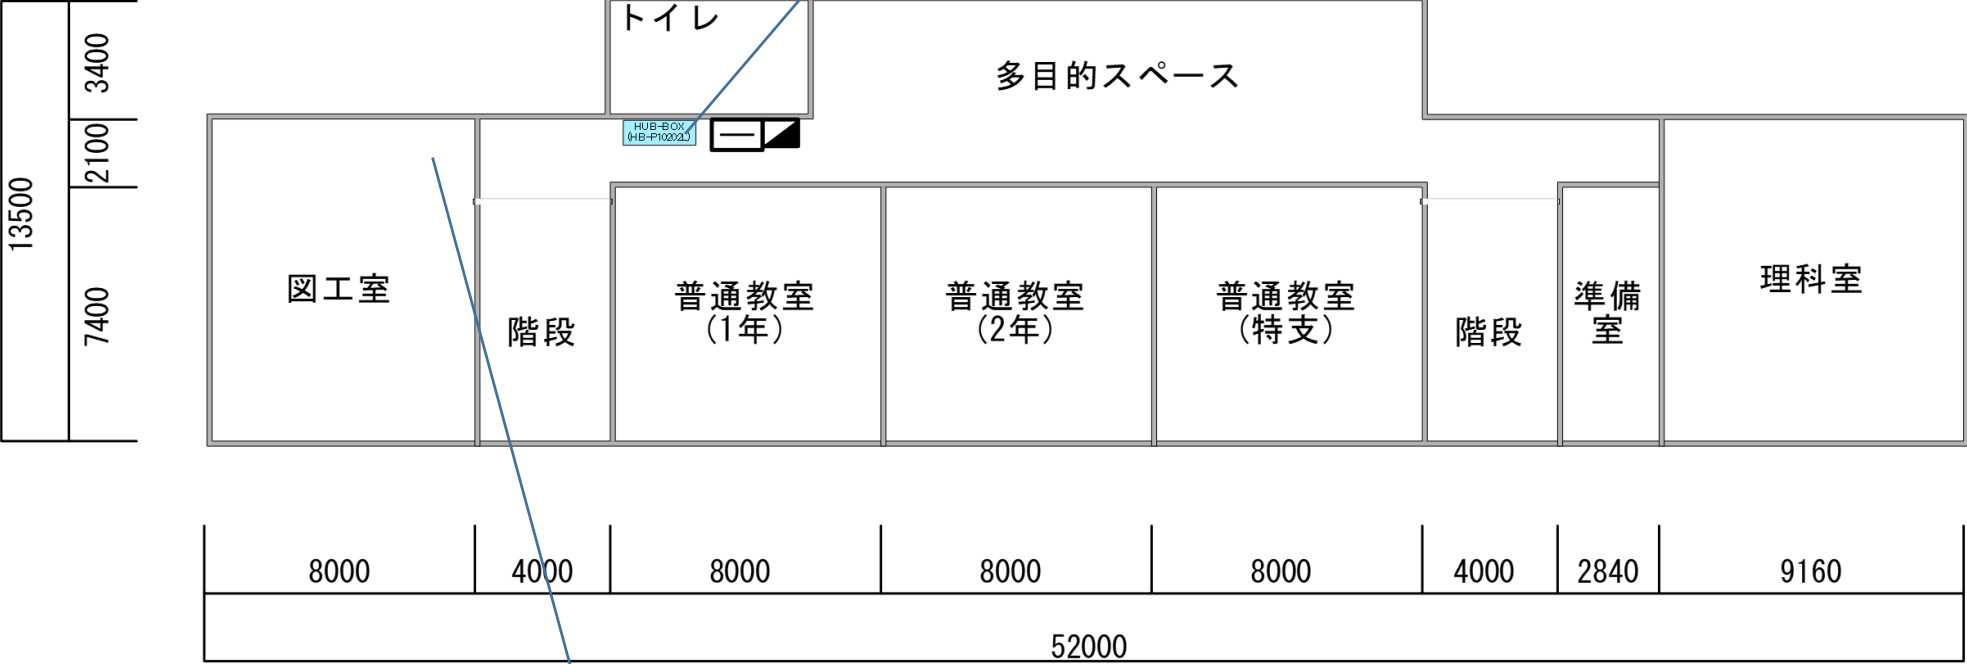 トイレ
多目的スペース
3400
2100
13500
7400
HUB-BOX
(HB-P10202L)
図工室
階段
普通教室
(1年)
普通教室
(2年)
普通教室
(特支)
階段
準備
室
理科室
8000
4000
8000
8000
8000
4000
2840
9160
52000